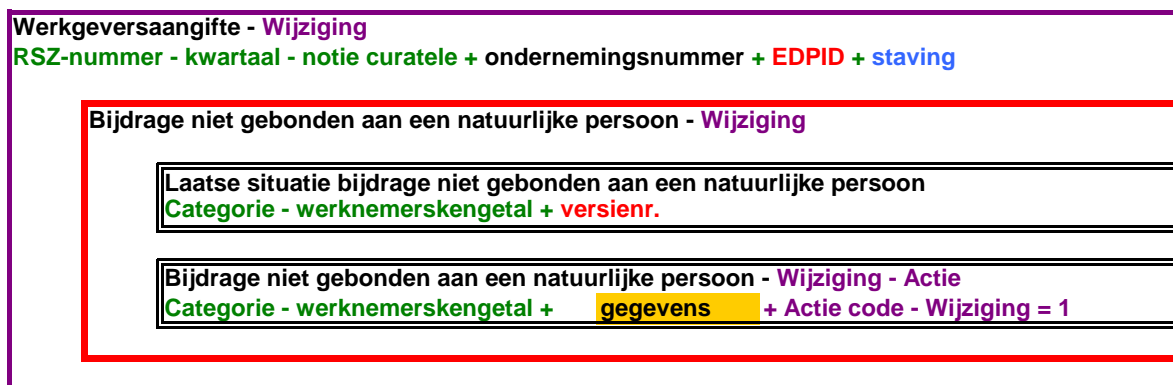 Werkgeversaangifte - Wijziging
RSZ-nummer - kwartaal - notie curatele + ondernemingsnummer + EDPID + staving
Bijdrage niet gebonden aan een natuurlijke persoon - Wijziging
Laatse situatie bijdrage niet gebonden aan een natuurlijke persoon
Categorie - werknemerskengetal + versienr.
Bijdrage niet gebonden aan een natuurlijke persoon - Wijziging - Actie
Categorie - werknemerskengetal + gegevens + Actie code - Wijziging = 1